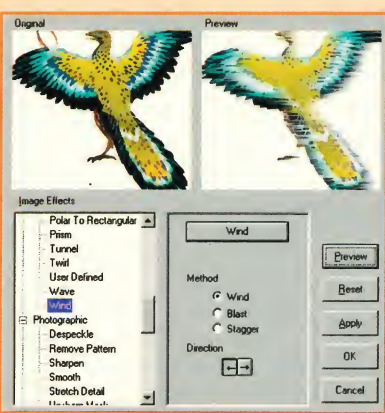 Original
Preview
Image Effects
Polar To Rectangular
Prism
Tunnel
Twirl
User Defined
Wave
Wind
Photographic
Despeckle
Remove Pattern
Sharpen
Smooth
Stretch Detail
Wind
Method
Wind
Blast
Stagger
Direction
Preview
Reset
Apply
OK
Cancel